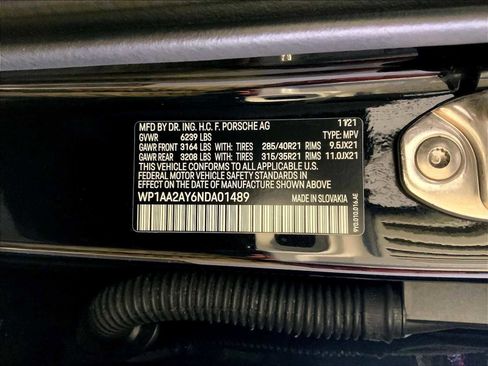 MFD BY DR. ING. H.C. F. PORSCHE AG 11/21
GVWR 6239 LBS TYPE: MPV
GAWR FRONT 3164 LBS WITH: TIRES 285/40R21 RIMS 9.5JX21
GAWR REAR 3208 LBS WITH: TIRES 315/35R21 RIMS 11.0JX21
THIS VEHICLE CONFORMS TO ALL APPLICABLE U.S.
FEDERAL MOTOR VEHICLE SAFETY STANDARDS IN
EFFECT ON THE DATE OF MANUFACTURE SHOWN ABOVE.
WP1AA2AY6NDA01489 MADE IN SLOVAKIA
9Y0.010.016.AE